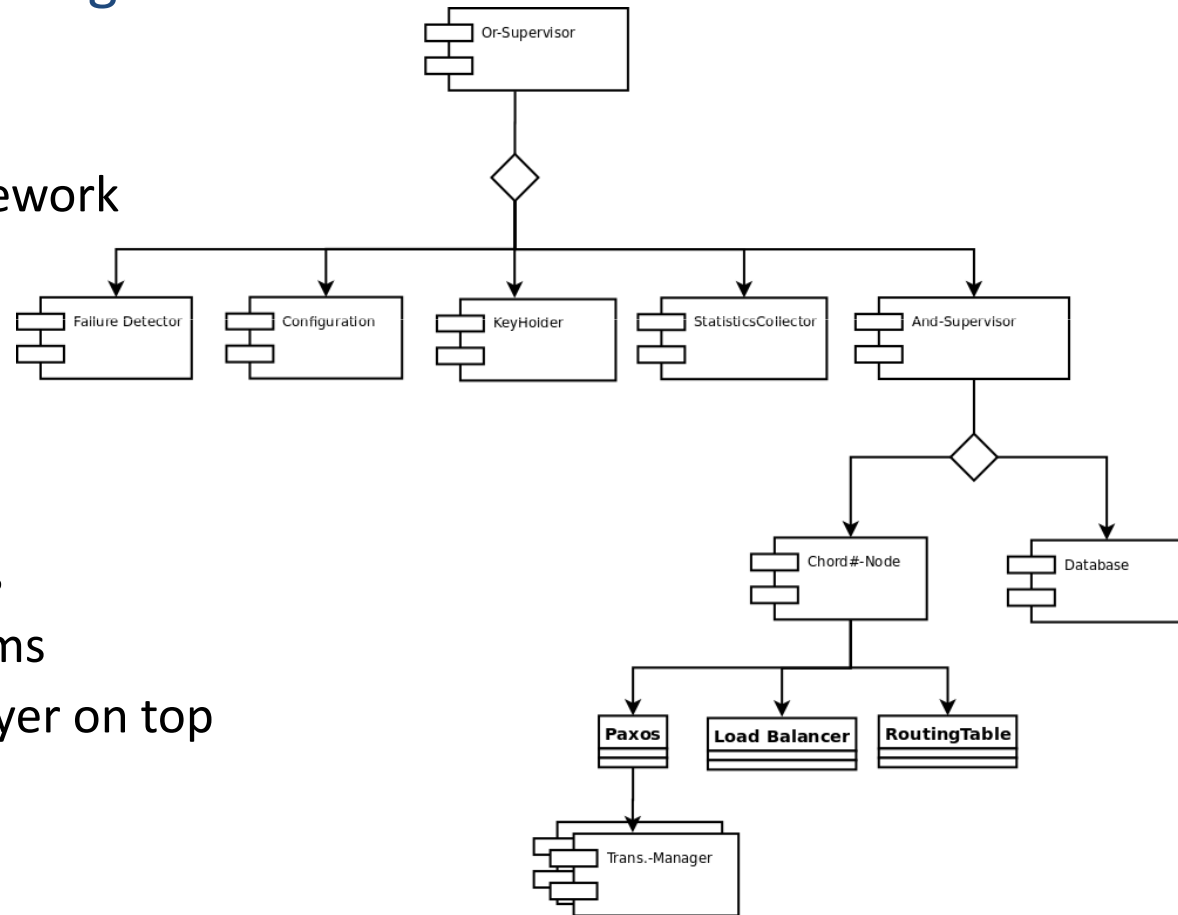 g
Or-Supervisor
ework
Failure Detector
Configuration
KeyHolder
StatisticsCollector
And-Supervisor
Chord#-Node
Database
ms
yer on top
Paxos
Load Balancer
RoutingTable
Trans.-Manager